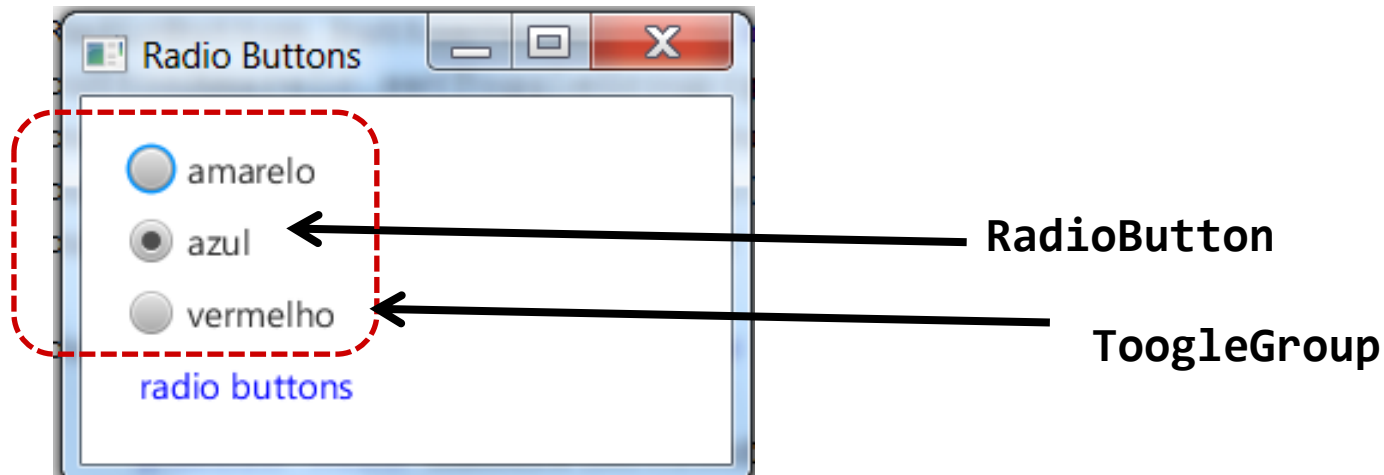 Radio Buttons
amarelo
azul
RadioButton
vermelho
ToogleGroup
radio buttons